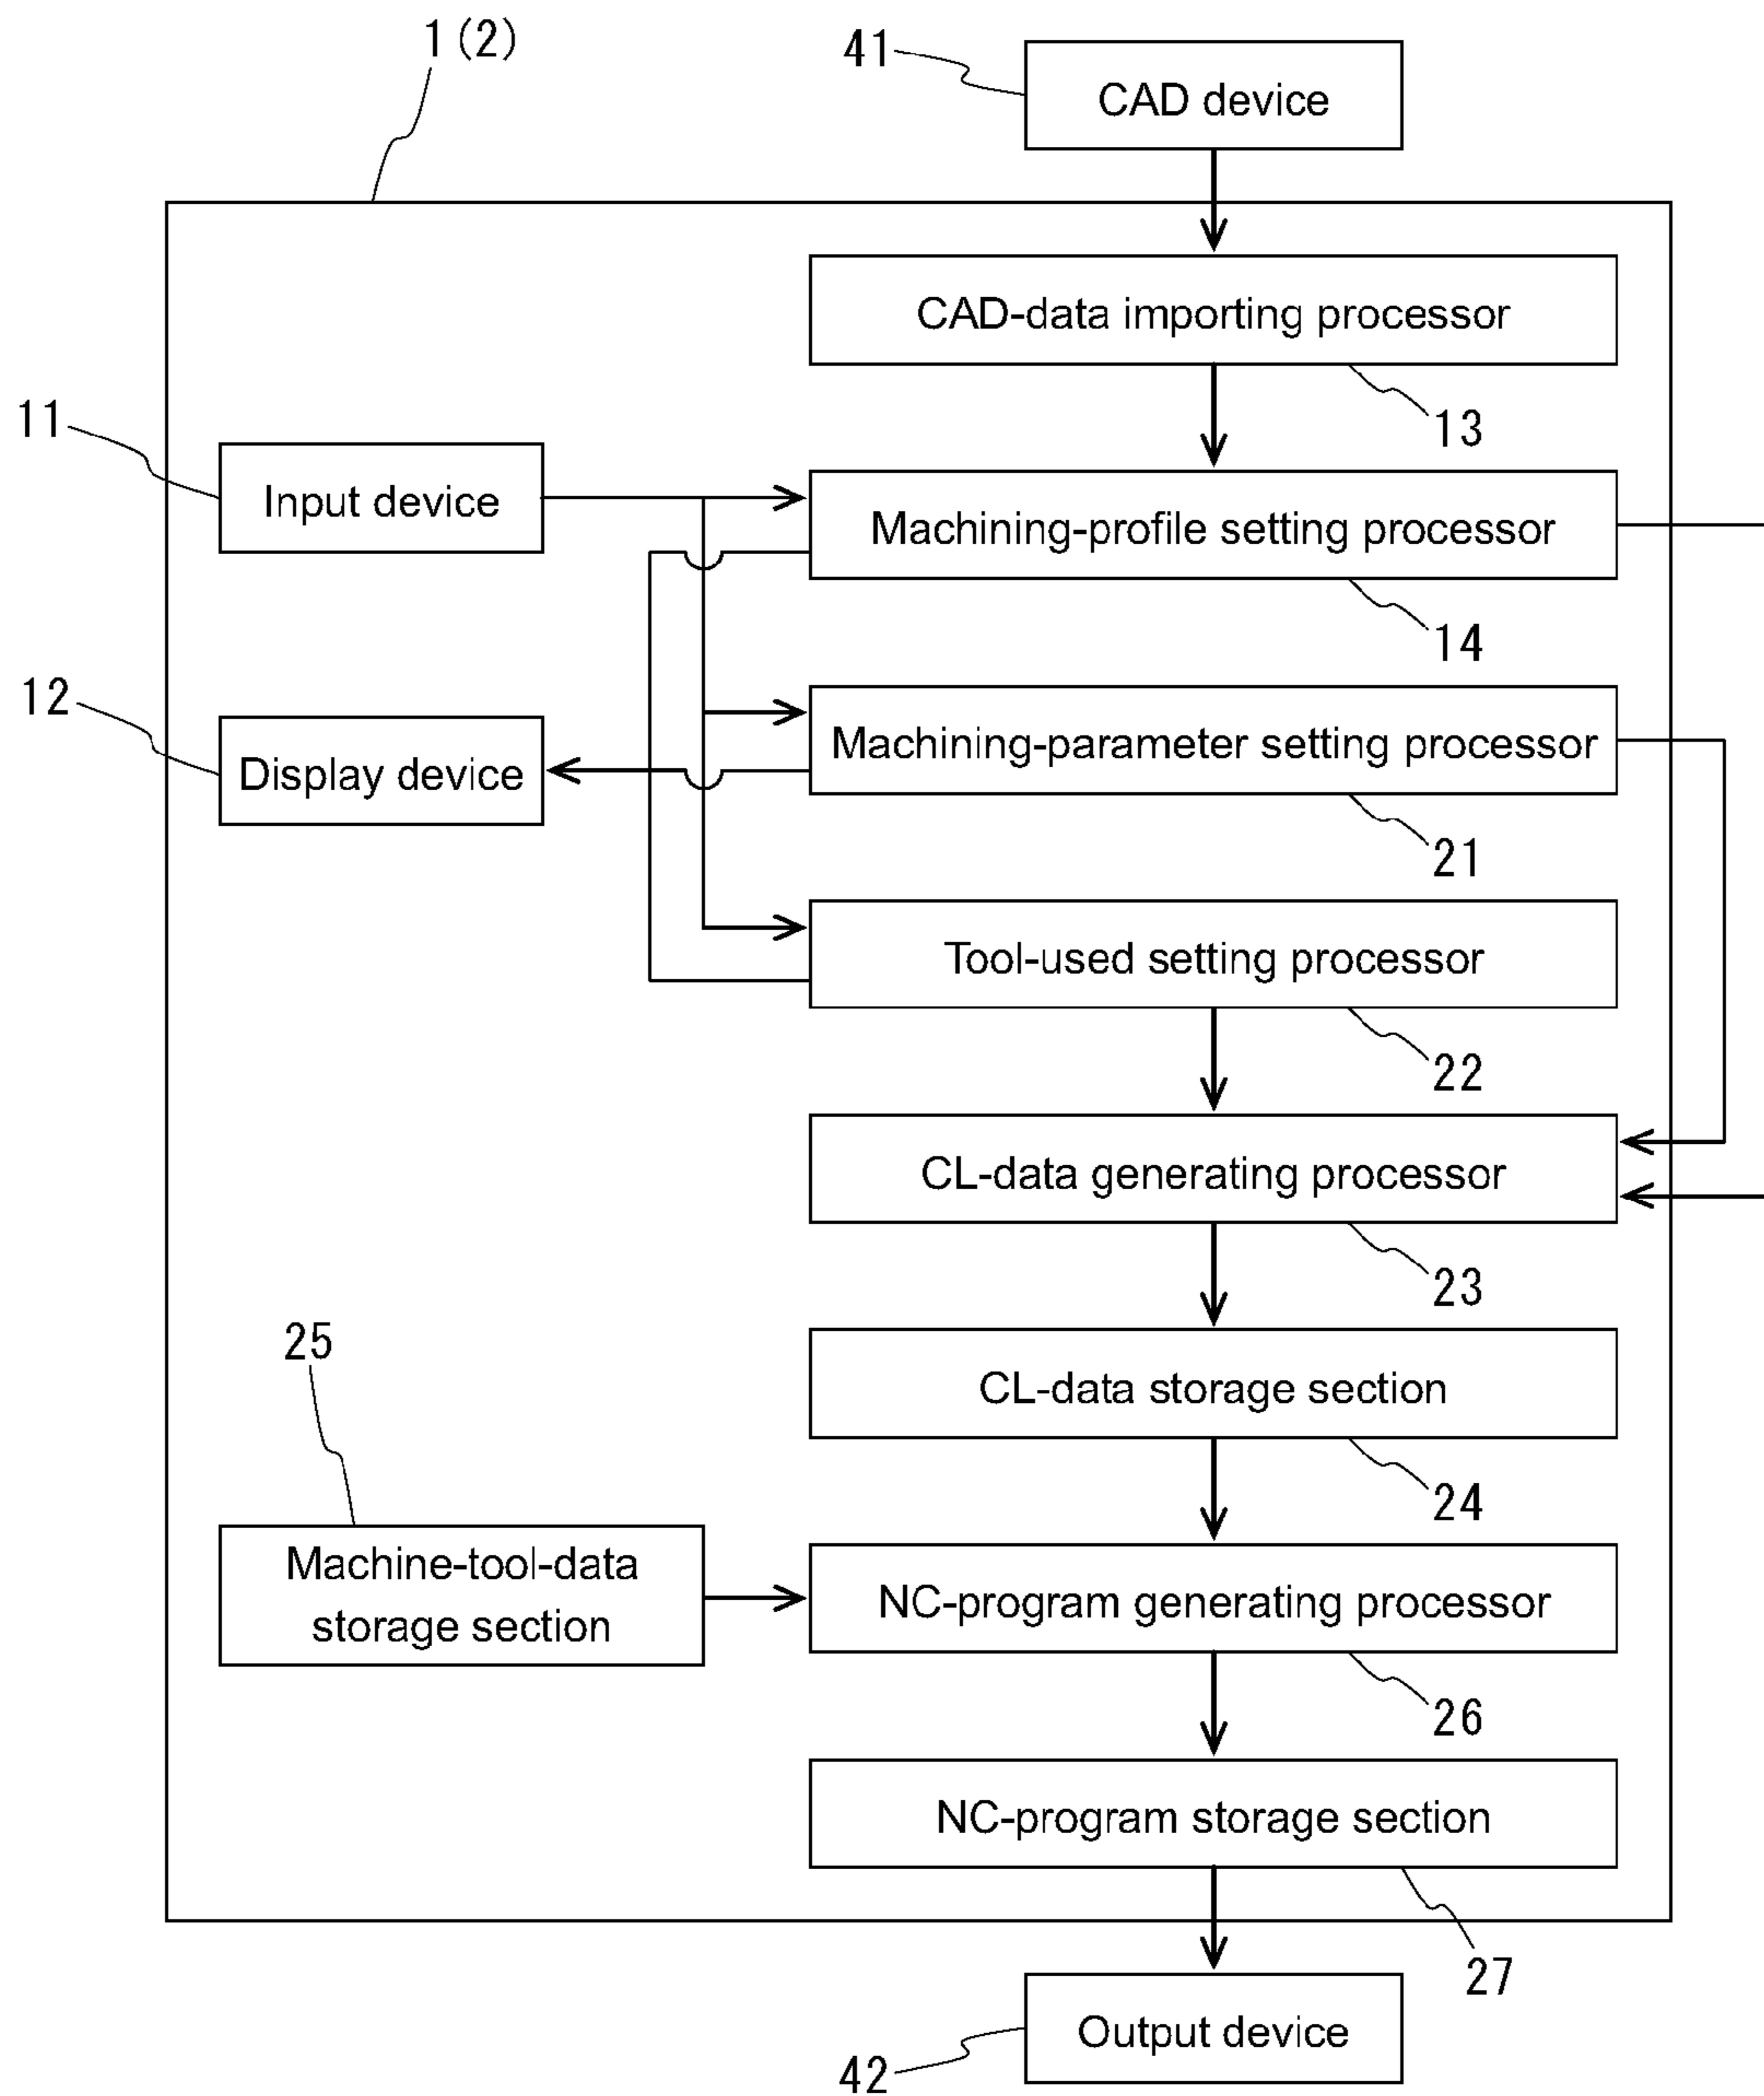 1(2)
41
CAD device
CAD-data importing processor
13
11
Input device
Machining-profile setting processor
14
12
Display device
Machining-parameter setting processor
21
Tool-used setting processor
22
CL-data generating processor
23
25
CL-data storage section
24
Machine-tool-data
storage section
NC-program generating processor
26
NC-program storage section
27
Output device
42